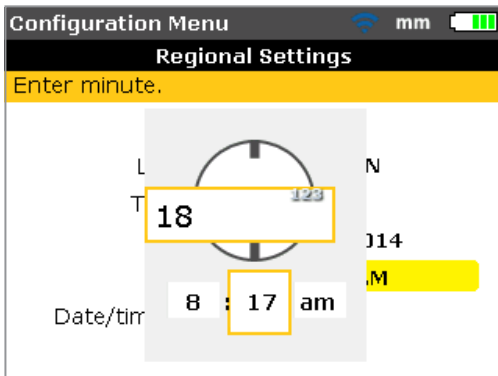 Configuration Menu mm
Regional Settings
Enter minute.
L N
T 123
18
014
.M
8 : 17 am
Date/tim